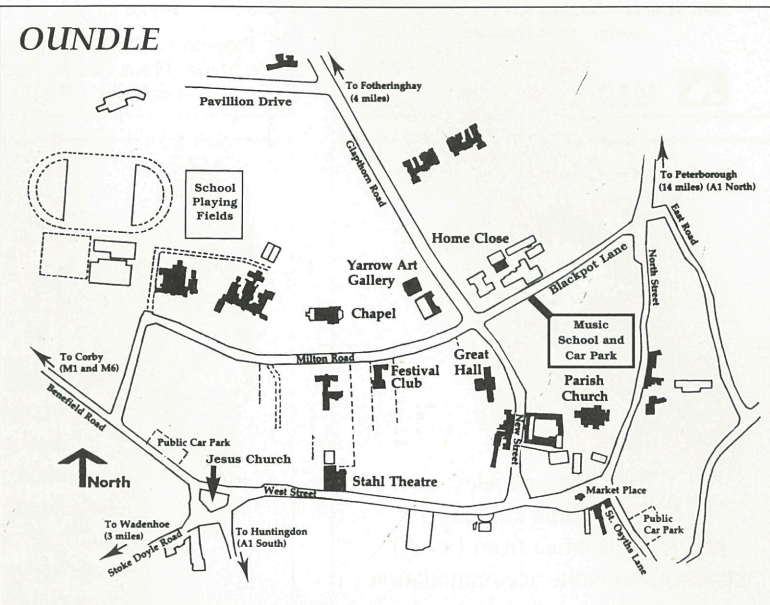 OUNDLE
To Fotheringhay
(4 miles)
Pavillion Drive
Glapthorn Road
To Peterborough
(14 miles) (A1 North)
School
Playing
Fields
East Road
Home Close
Blackpot Lane
North Street
Yarrow Art
Gallery
Chapel
Music
School and
Car Park
To Corby
(M1 and M6)
Milton Road
Great
Hall
Festival
Club
Parish
Church
Benefield Road
New Street
Public Car Park
Jesus Church
North
Stahl Theatre
West Street
Market Place
To Wadenhoe
(3 miles)
To Huntingdon
(A1 South)
St. Osyths Lane
Public
Car Park
Stoke Doyle Road